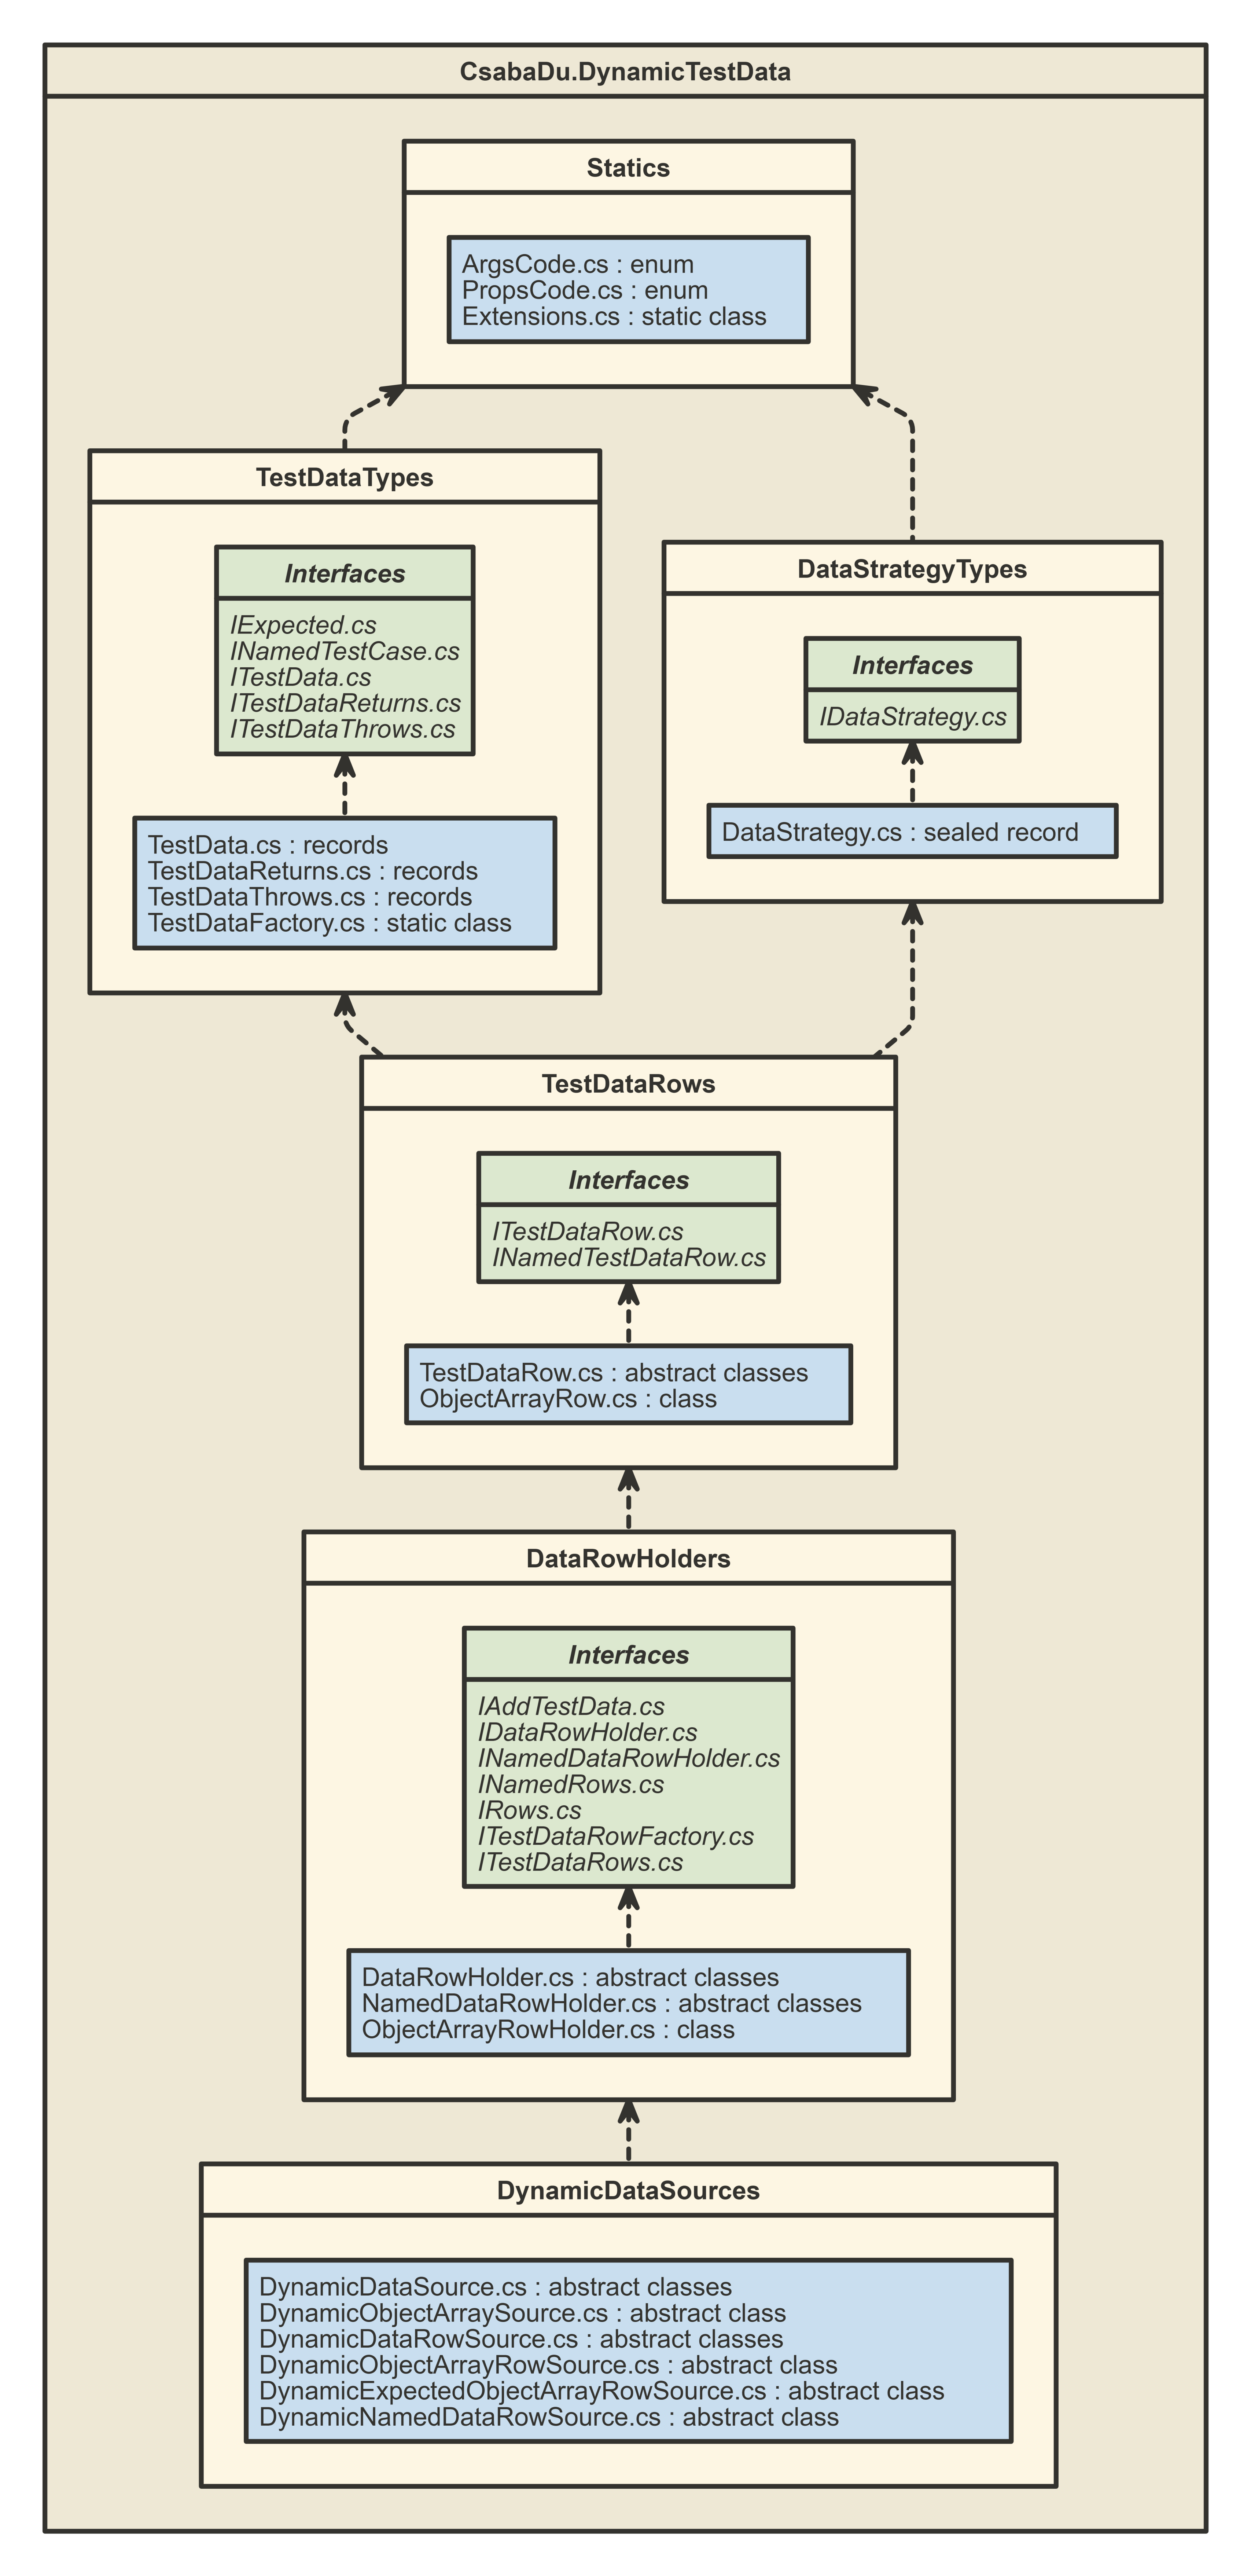 CsabaDu.DynamicTestData
Statics
ArgsCode.cs : enum
PropsCode.cs : enum
Extensions.cs : static class
TestDataTypes
Interfaces
IExpected.cs
INamedTestCase.cs
ITestData.cs
ITestDataReturns.cs
ITestDataThrows.cs
TestData.cs : records
TestDataReturns.cs : records
TestDataThrows.cs : records
TestDataFactory.cs : static class
DataStrategyTypes
Interfaces
IDataStrategy.cs
DataStrategy.cs : sealed record
TestDataRows
Interfaces
ITestDataRow.cs
INamedTestDataRow.cs
TestDataRow.cs : abstract classes
ObjectArrayRow.cs : class
DataRowHolders
Interfaces
IAddTestData.cs
IDataRowHolder.cs
INamedDataRowHolder.cs
INamedRows.cs
IRows.cs
ITestDataRowFactory.cs
ITestDataRows.cs
DataRowHolder.cs : abstract classes
NamedDataRowHolder.cs : abstract classes
ObjectArrayRowHolder.cs : class
DynamicDataSources
DynamicDataSource.cs : abstract classes
DynamicObjectArraySource.cs : abstract class
DynamicDataRowSource.cs : abstract classes
DynamicObjectArrayRowSource.cs : abstract class
DynamicExpectedObjectArrayRowSource.cs : abstract class
DynamicNamedDataRowSource.cs : abstract class